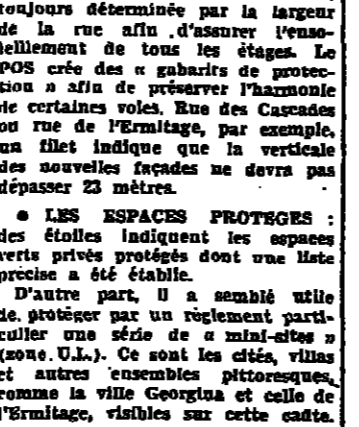 toujours déterminée par la largeur
de la rue afin d'assurer l'enso-
leillement de tous les étages. Le
POS crée des « gabarits de protec-
tion » afin de préserver l'harmonie
de certaines voies. Rue des Cascades
ou rue de l'Ermitage, par exemple,
un filet indique que la verticale
des nouvelles façades ne devra pas
dépasser 23 mètres.
● LES ESPACES PROTEGES :
des étoiles indiquent les espaces
verts privés protégés dont une liste
précise a été établie.
D'autre part, il a semblé utile
de protéger par un règlement parti-
culier une série de « mini-sites »
(zone U.L.). Ce sont les cités, villas
et autres ensembles pittoresques,
comme la ville Georgina et celle de
l'Ermitage, visibles sur cette carte.